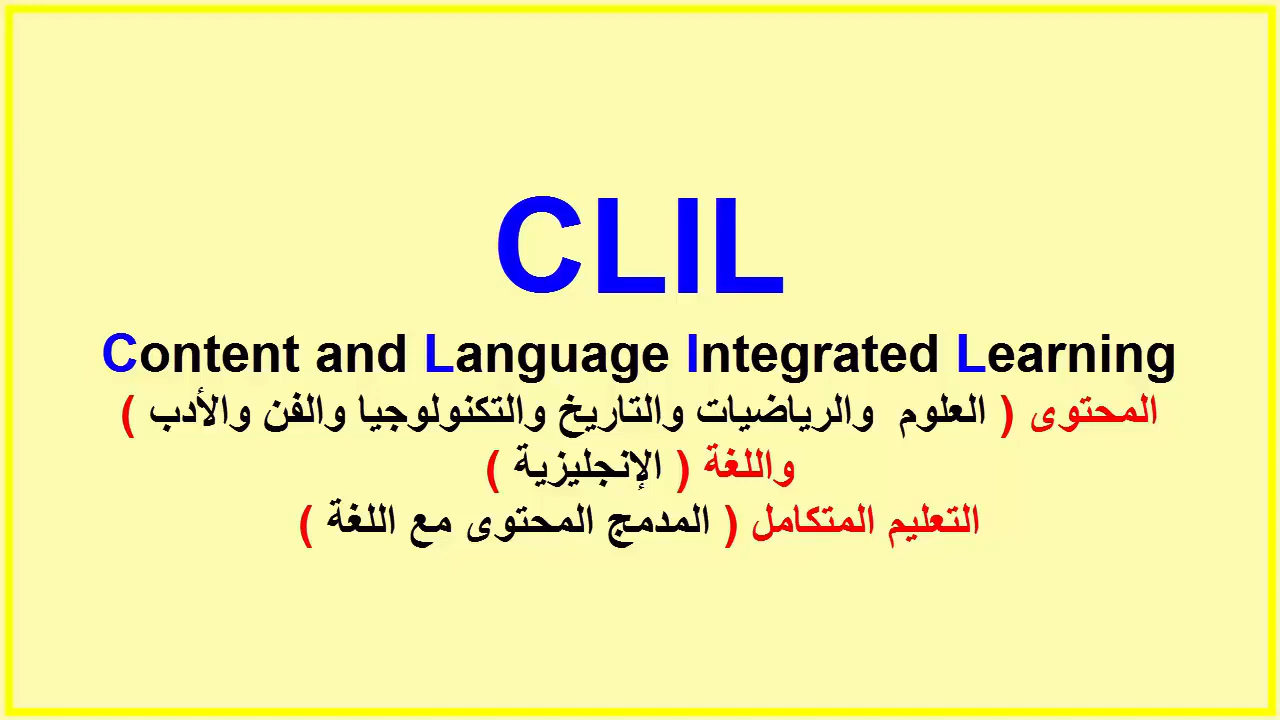 CLIL
Content and Language Integrated Learning
المحتوى ( العلوم والرياضيات والتاريخ والتكنولوجيا والفن والأدب )
واللغة ( الإنجليزية )
التعليم المتكامل ( المدمج المحتوى مع اللغة )